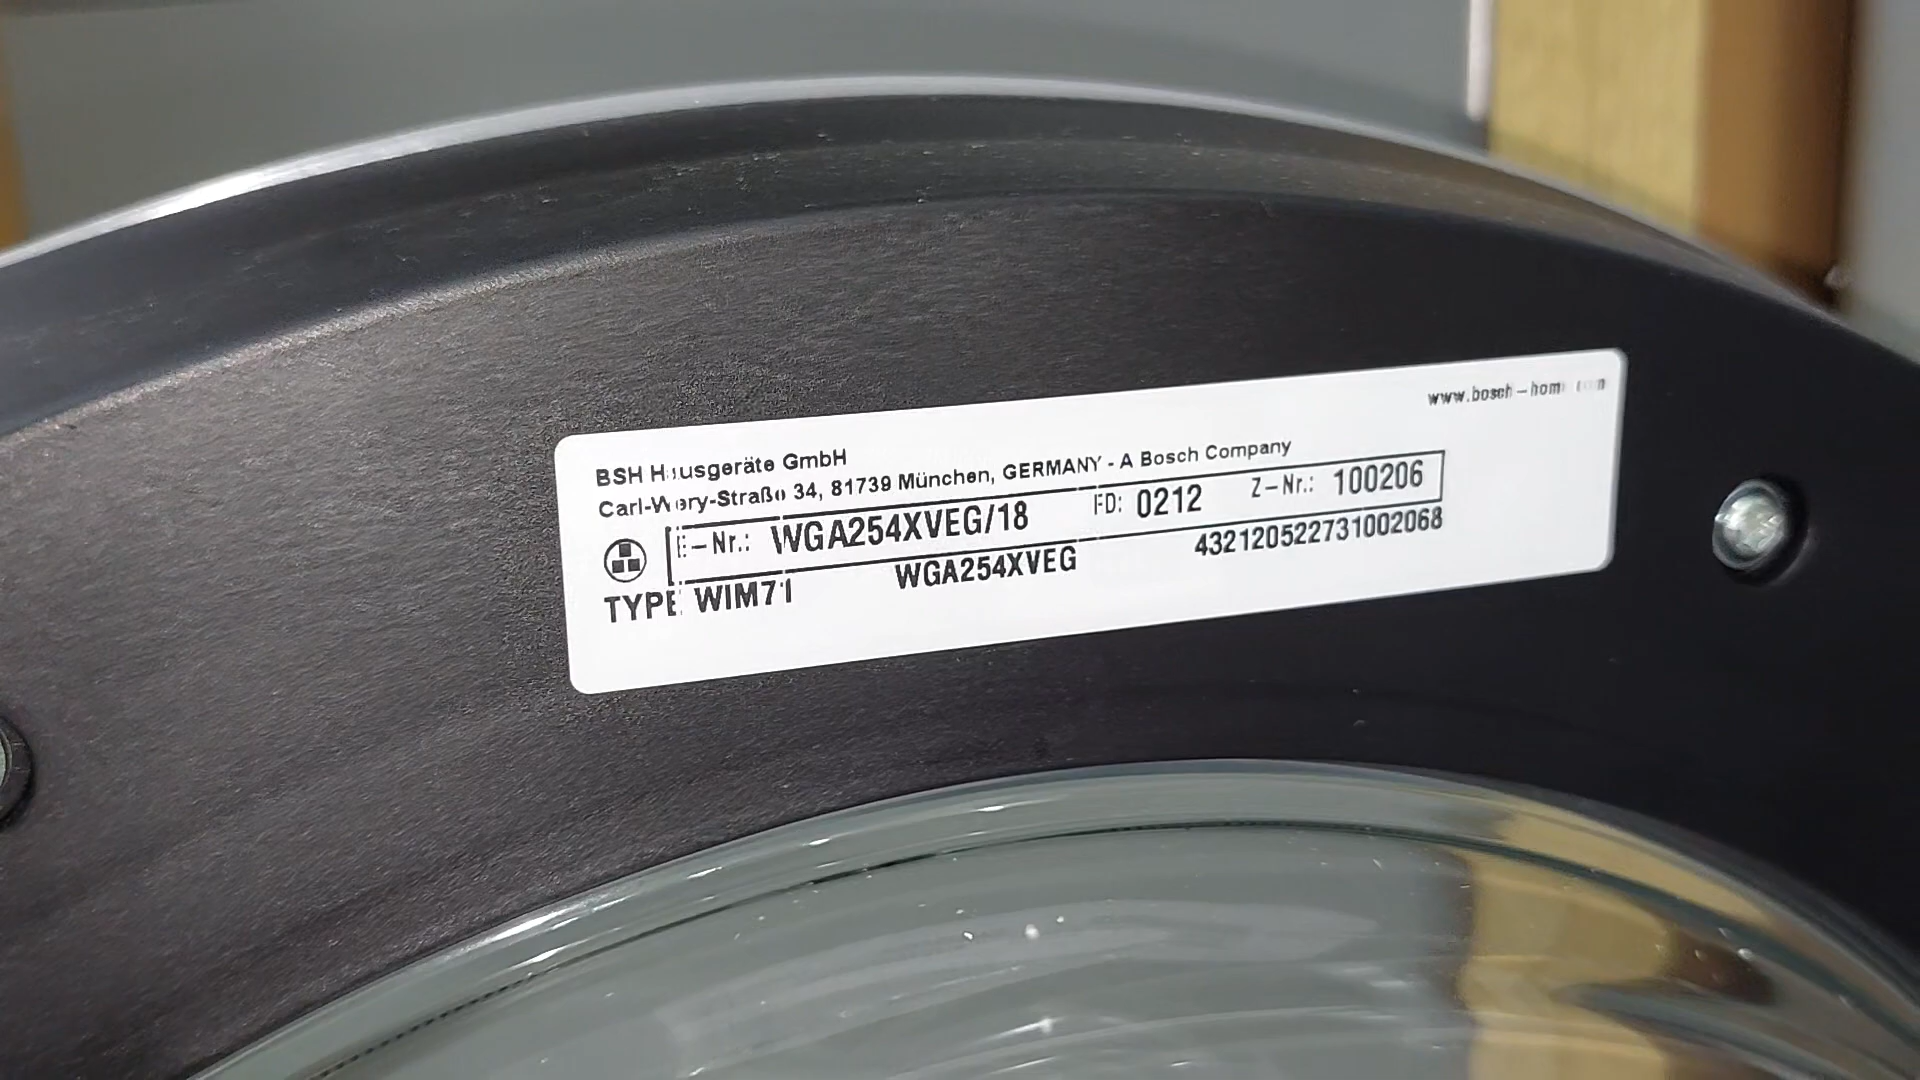 www.bosch-home.com
BSH Hausgeräte GmbH
Carl-Wery-Straße 34, 81739 München, GERMANY - A Bosch Company
E-Nr.: WGA254XVEG/18 FD: 0212 Z-Nr.: 100206
TYPE WIM71 WGA254XVEG 432120522731002068